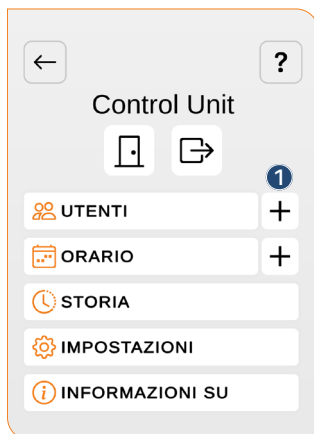 ?
Control Unit
1
UTENTI +
ORARIO +
STORIA
IMPOSTAZIONI
INFORMAZIONI SU